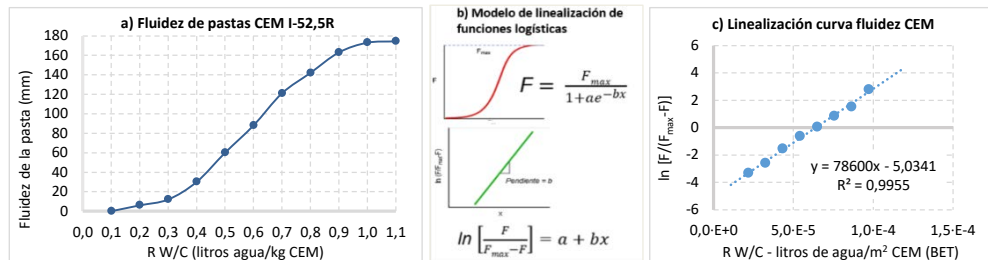 a) Fluidez de pastas CEM I-52,5R
Fluidez de la pasta (mm)
180
160
140
120
100
80
60
40
20
0
0,0 0,1 0,2 0,3 0,4 0,5 0,6 0,7 0,8 0,9 1,0 1,1
R W/C (litros agua/kg CEM)
b) Modelo de linealización de
funciones logísticas
Fmax
F
F = Fmax / 1+ae^-bx
ln (F/Fmax-F)
Pendiente = b
x
ln [F / Fmax-F] = a + bx
c) Linealización curva fluidez CEM
ln [F/(Fmax-F)]
6
4
2
0
-2
-4
-6
y = 78600x - 5,0341
R² = 0,9955
0,0·E+0 5,0·E-5 1,0·E-4 1,5·E-4
R W/C - litros de agua/m² CEM (BET)